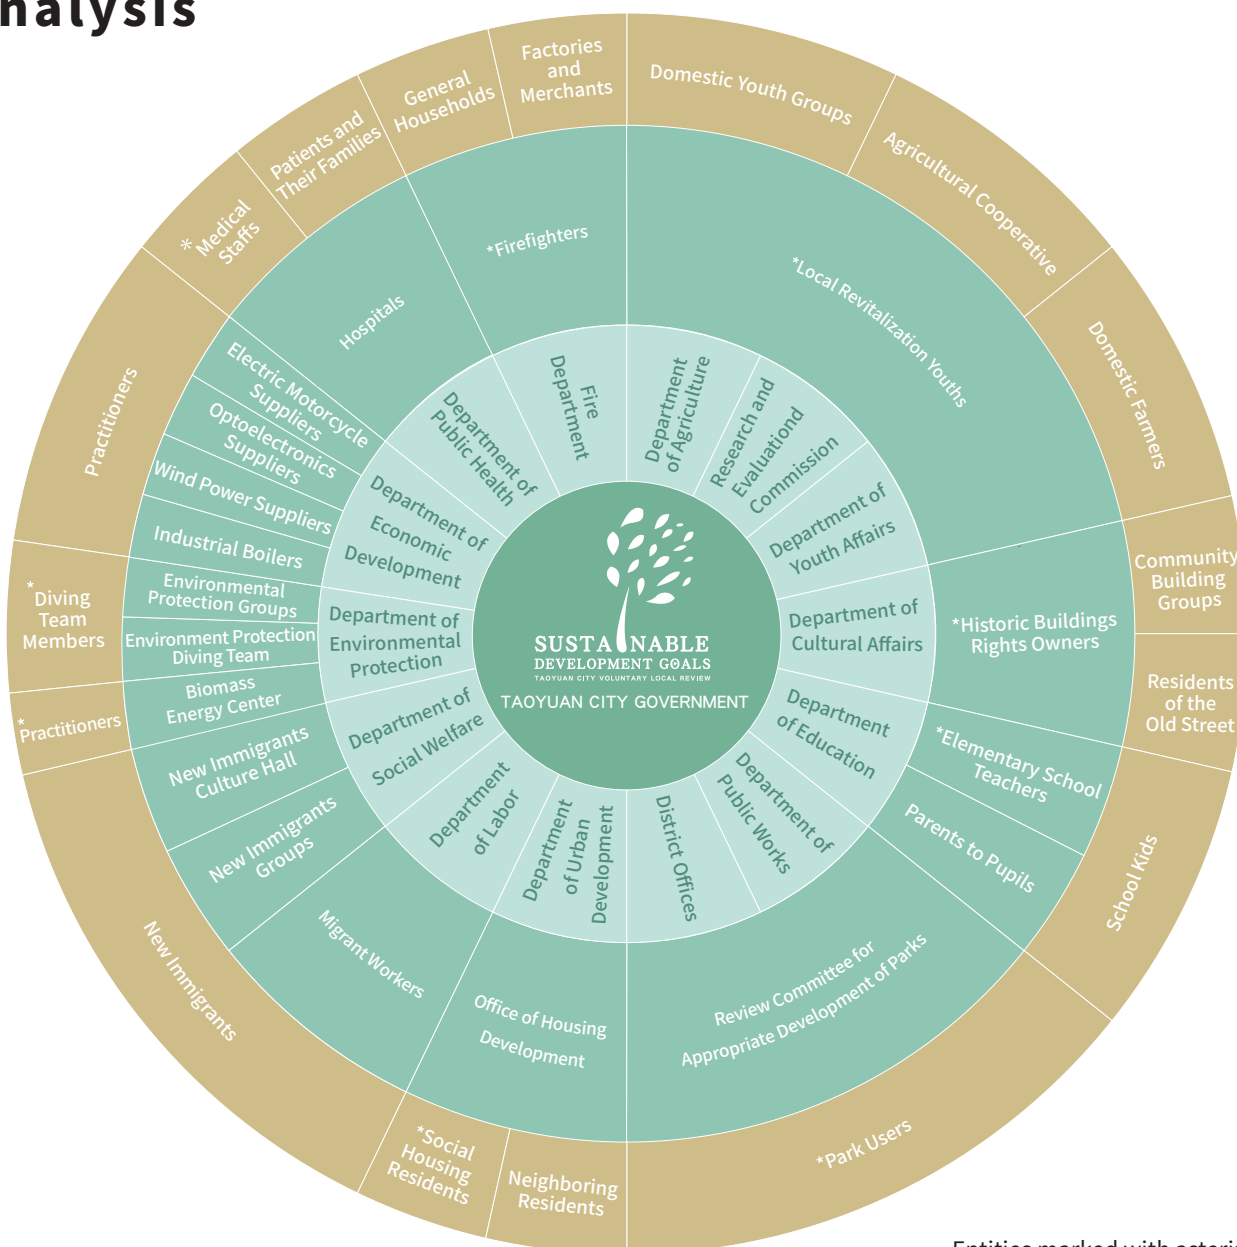 nalysis
Factories
and
Merchants
Domestic Youth Groups
Agricultural Cooperative
Domestic Farmers
Community
Building
Groups
Residents
of the
Old Street
School Kids
*Park Users
Neighboring
Residents
*Social
Housing
Residents
New Immigrants
*Practitioners
*Diving
Team
Members
Practitioners
*Medical
Staffs
Patients and
Their Families
General
Households
*Firefighters
*Local Revitalization Youths
*Historic Buildings
Rights Owners
*Elementary School
Teachers
Parents to Pupils
Review Committee for
Appropriate Development of Parks
Office of Housing
Development
Migrant Workers
New Immigrants
Groups
New Immigrants
Culture Hall
Biomass
Energy Center
Environment Protection
Diving Team
Environmental
Protection Groups
Industrial Boilers
Wind Power Suppliers
Optoelectronics
Suppliers
Electric Motorcycle
Suppliers
Hospitals
Fire
Department
Department
of Agriculture
Research and
Evaluationd
Commission
Department of
Youth Affairs
Department of
Cultural Affairs
Department
of Education
Department of
Public Works
District Offices
Department
of Urban
Development
Department
of Labor
Department of
Social Welfare
Department of
Environmental
Protection
Department of
Economic
Development
Department of
Public Health
SUSTAINABLE
DEVELOPMENT GOALS
TAOYUAN CITY VOLUNTARY LOCAL REVIEW
TAOYUAN CITY GOVERNMENT
Entities marked with asteri